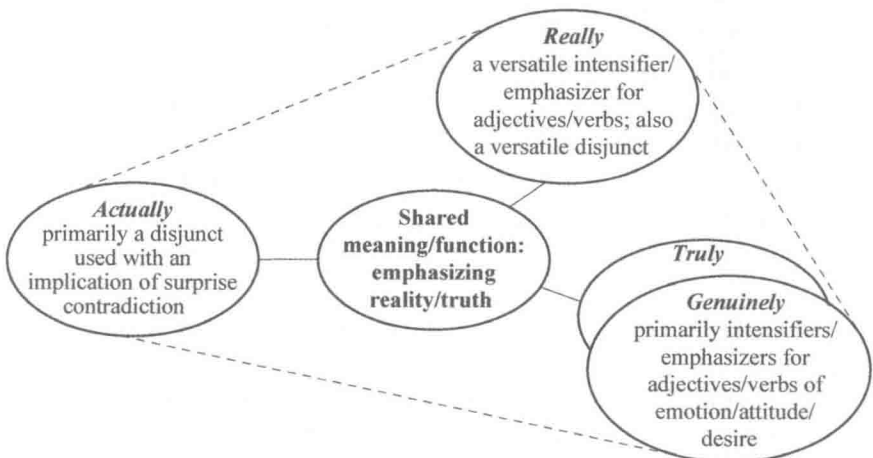 Really
a versatile intensifier/
emphasizer for
adjectives/verbs; also
a versatile disjunct
Actually
primarily a disjunct
used with an
implication of surprise
contradiction
Shared
meaning/function:
emphasizing
reality/truth
Truly
Genuinely
primarily intensifiers/
emphasizers for
adjectives/verbs of
emotion/attitude/
desire